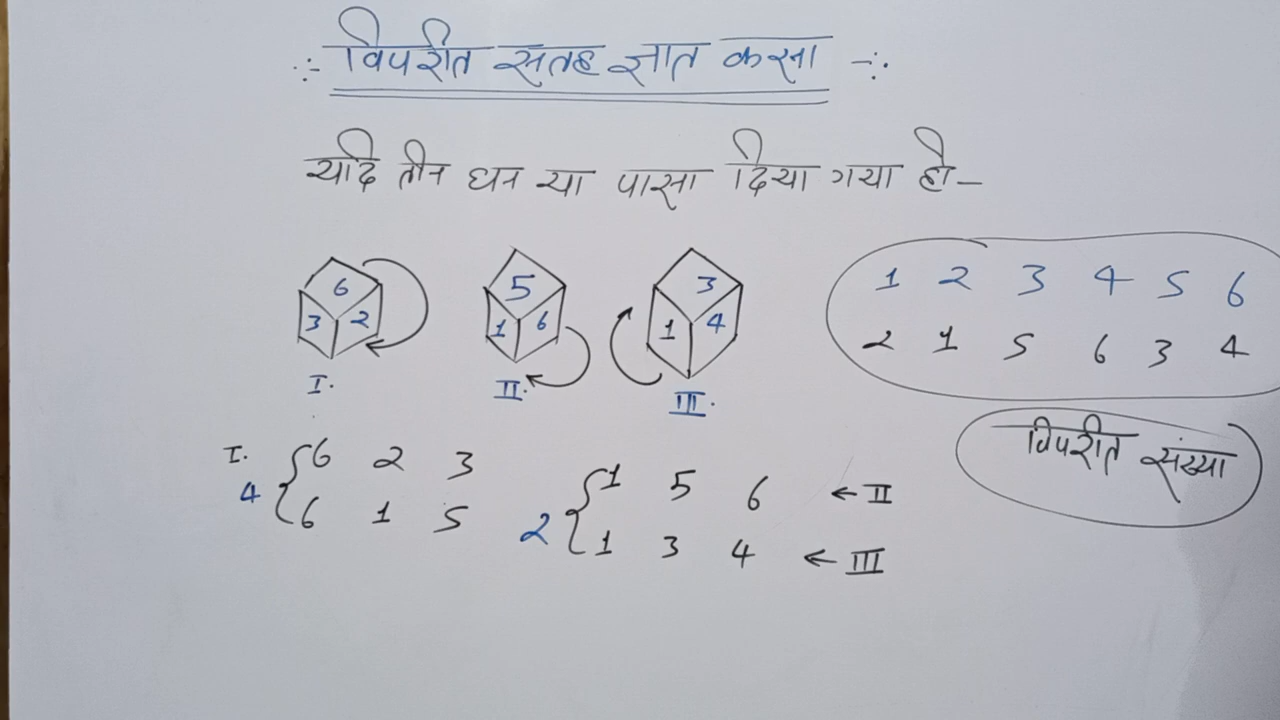 :- विपरीत सतह ज्ञात करना -:
यदि तीन घन या पासा दिया गया हो-
6 3 2
5 1 6
3 1 4
I. II. III.
1 2 3 4 5 6
2 1 5 6 3 4
विपरीत संख्या
I. 6 2 3
4
6 1 5
1 5 6 ← II
2
1 3 4 ← III